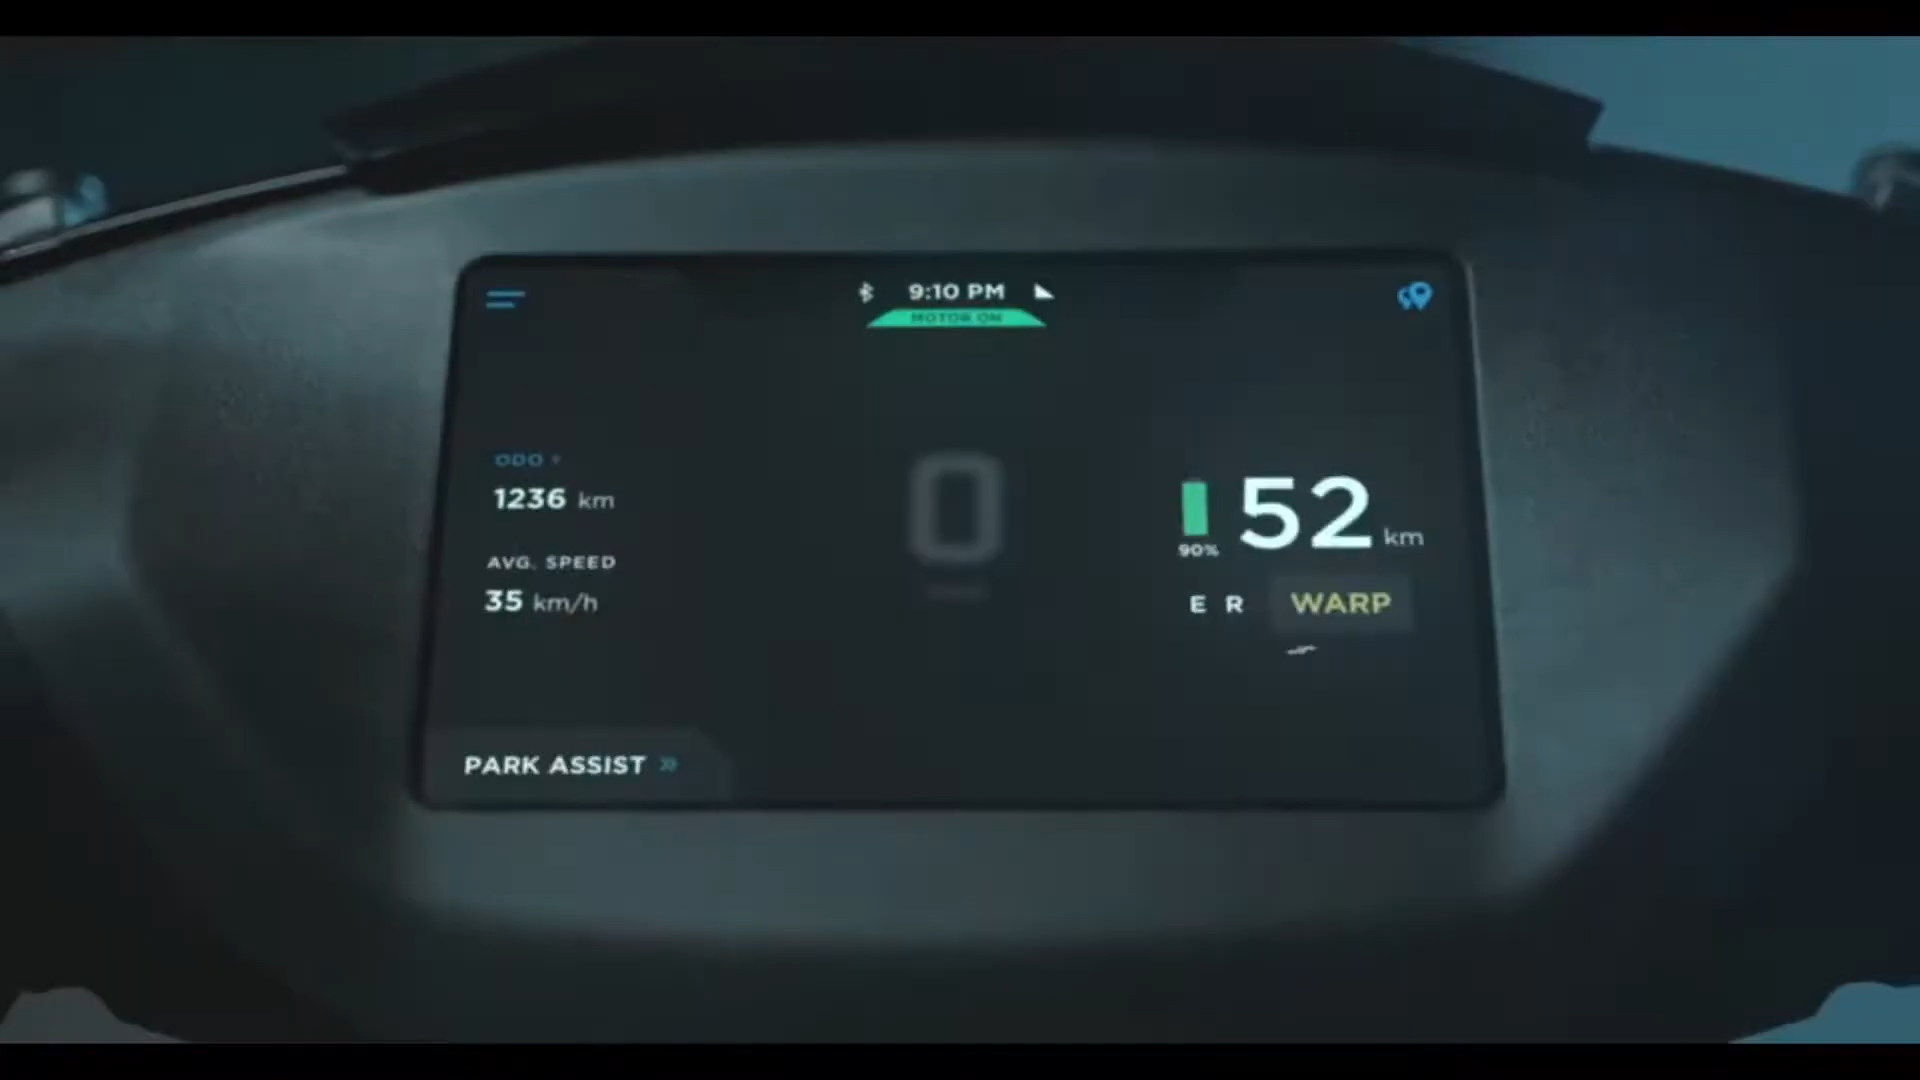 9:10 PM
MOTOR ON
ODO
1236 km
AVG. SPEED
35 km/h
0
90%
52 km
E R WARP
PARK ASSIST »